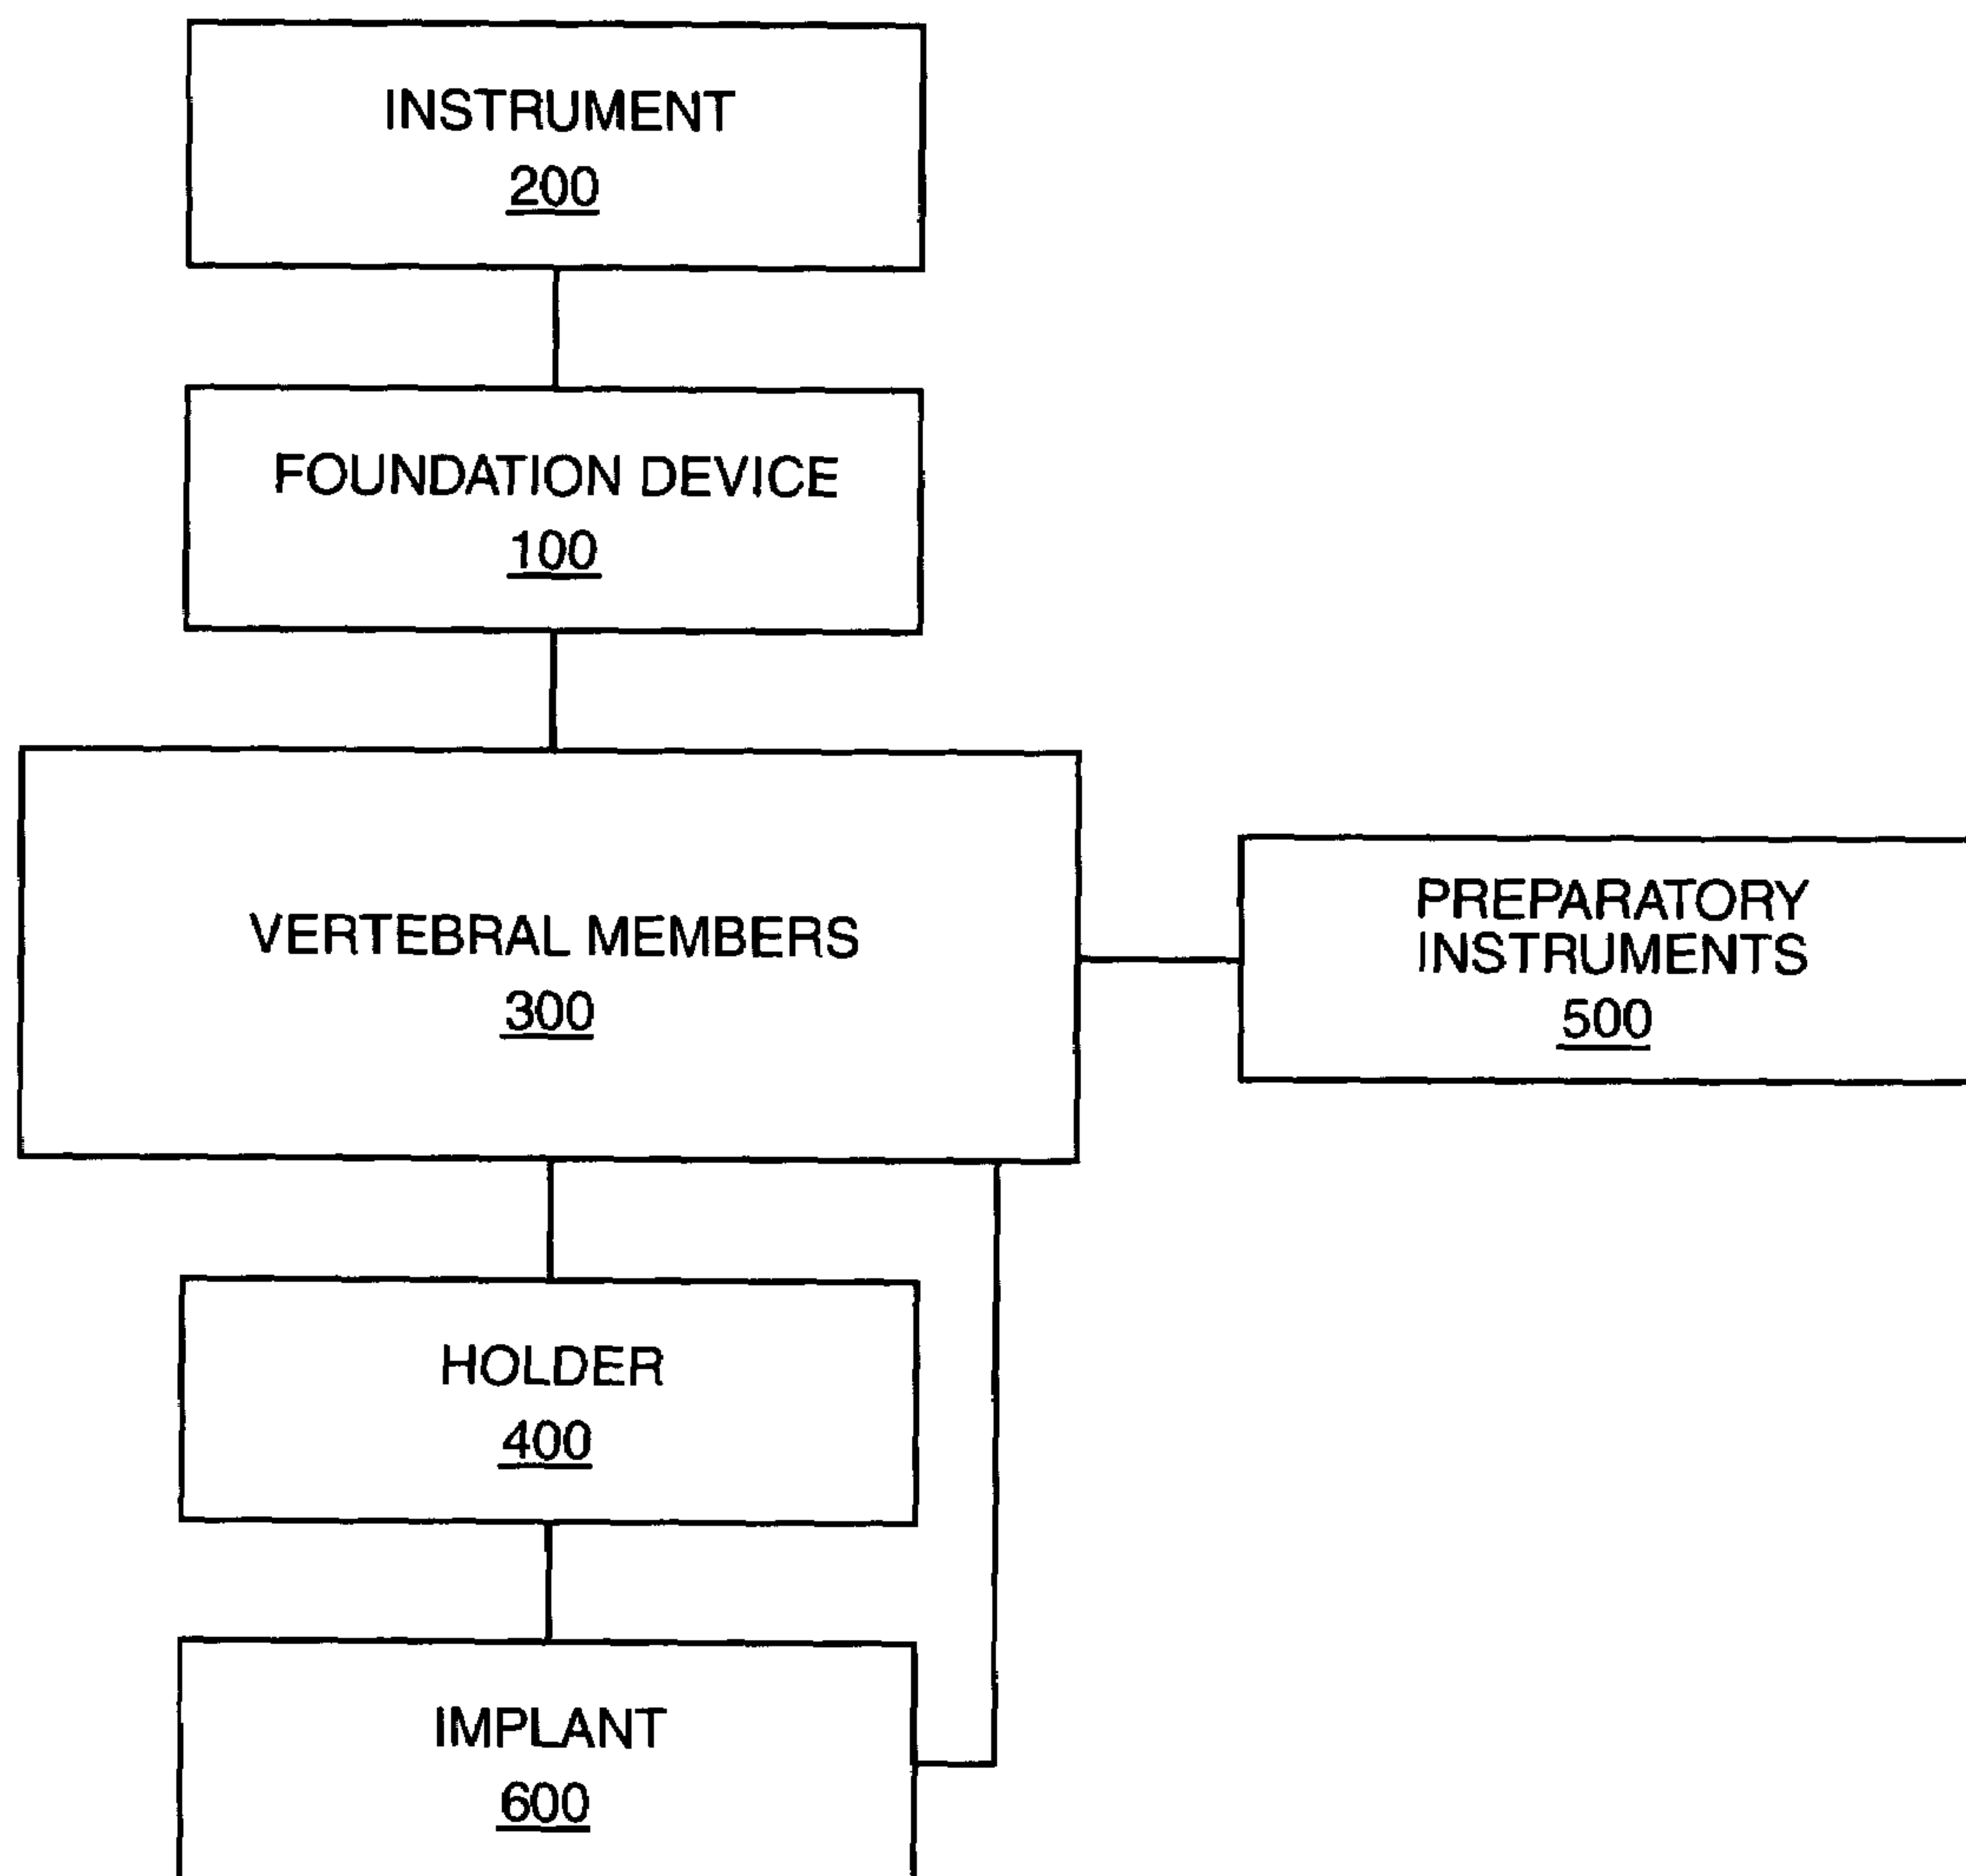 INSTRUMENT
200
FOUNDATION DEVICE
100
VERTEBRAL MEMBERS
300
PREPARATORY
INSTRUMENTS
500
HOLDER
400
IMPLANT
600